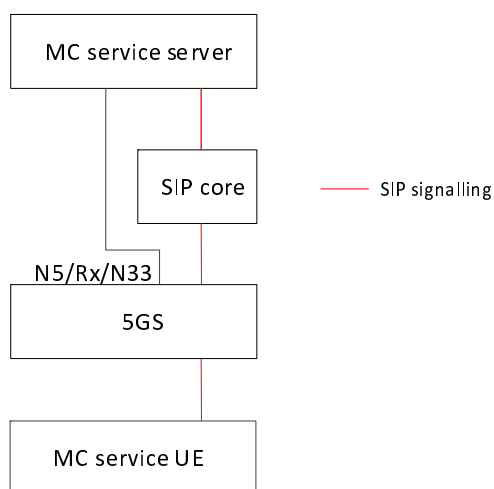 MC service server
SIP core
SIP signalling
N5/Rx/N33
5GS
MC service UE